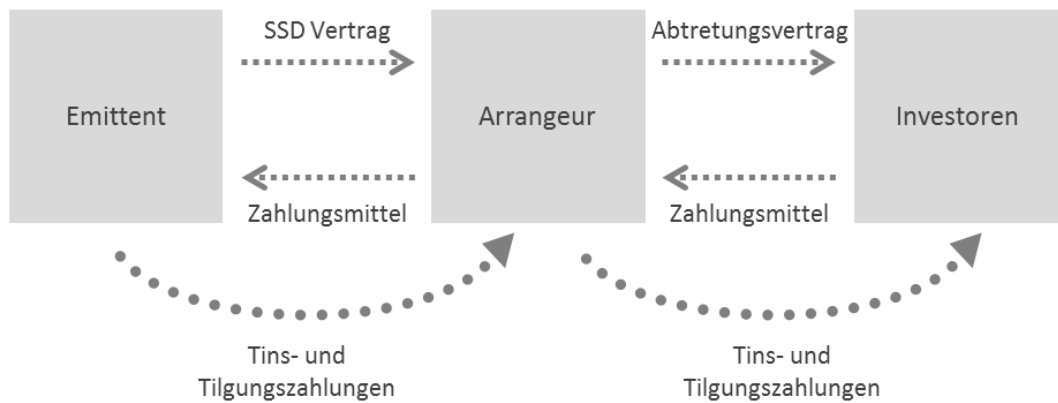 SSD Vertrag
Abtretungsvertrag
Emittent
Arrangeur
Investoren
Zahlungsmittel
Zahlungsmittel
Tins- und
Tilgungszahlungen
Tins- und
Tilgungszahlungen